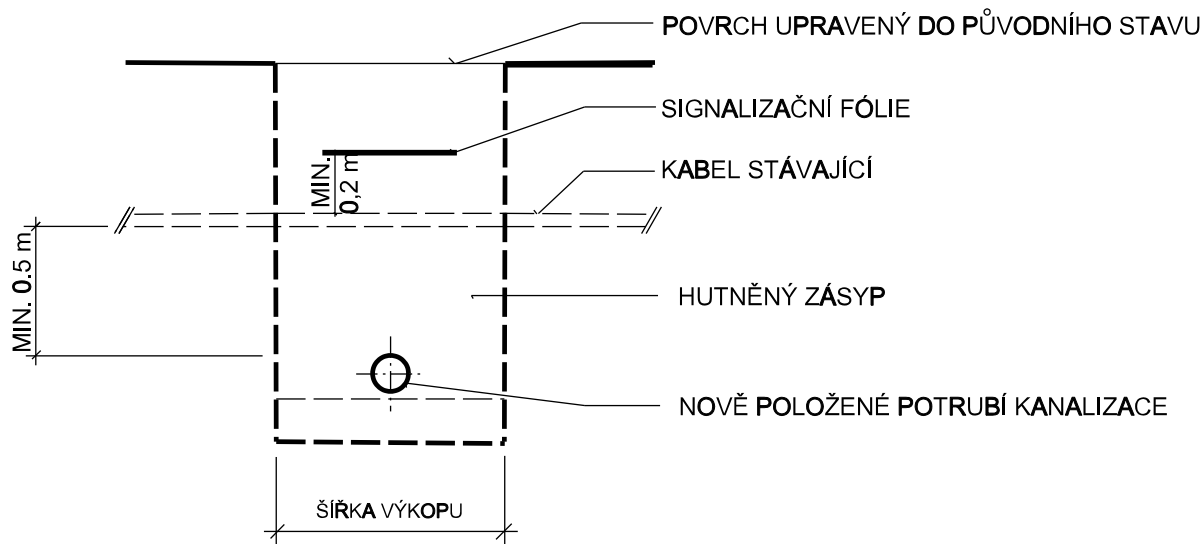 POVRCH UPRAVENÝ DO PŮVODNÍHO STAVU
SIGNALIZAČNÍ FÓLIE
MIN.
0,2 m
KABEL STÁVAJÍCÍ
MIN. 0.5 m
HUTNĚNÝ ZÁSYP
NOVĚ POLOŽENÉ POTRUBÍ KANALIZACE
ŠÍŘKA VÝKOPU